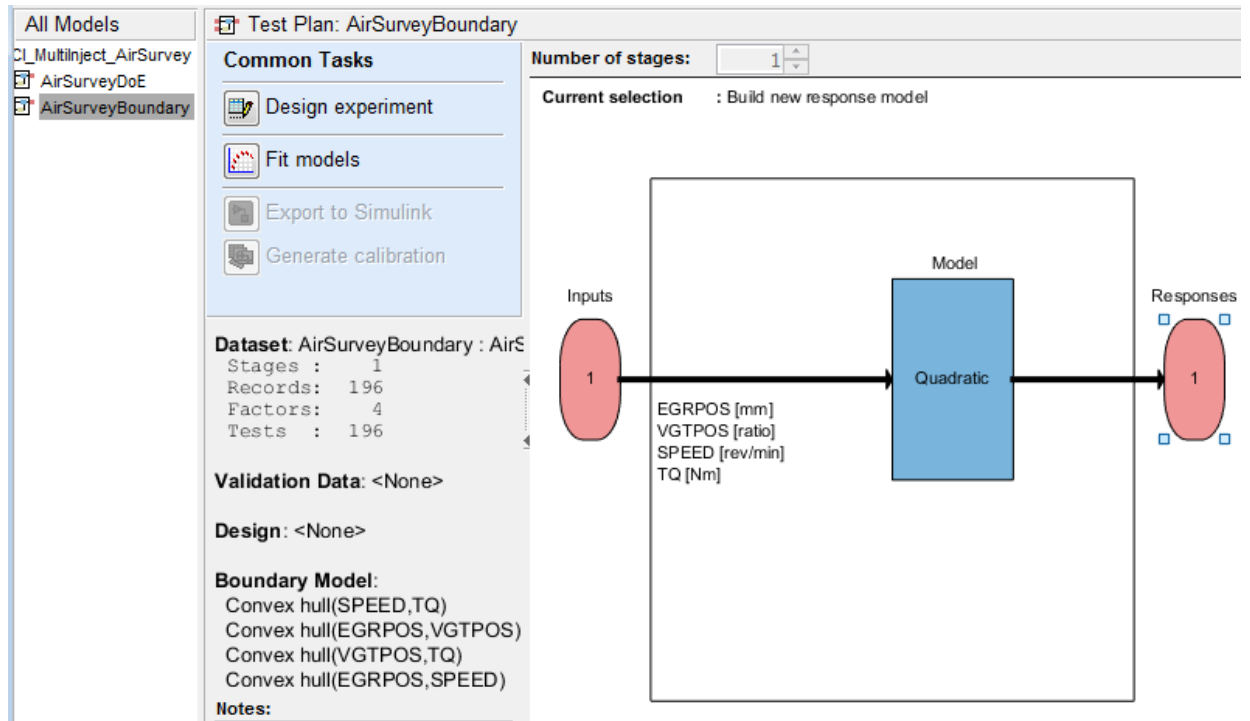 All Models
CI_MultiInject_AirSurvey
AirSurveyDoE
AirSurveyBoundary
Test Plan: AirSurveyBoundary
Common Tasks
Design experiment
Fit models
Export to Simulink
Generate calibration
Dataset: AirSurveyBoundary : AirS
Stages : 1
Records: 196
Factors: 4
Tests : 196
Validation Data: <None>
Design: <None>
Boundary Model:
Convex hull(SPEED,TQ)
Convex hull(EGRPOS,VGTPOS)
Convex hull(VGTPOS,TQ)
Convex hull(EGRPOS,SPEED)
Notes:
Number of stages: 1
Current selection : Build new response model
Inputs
1
EGRPOS [mm]
VGTPOS [ratio]
SPEED [rev/min]
TQ [Nm]
Model
Quadratic
Responses
1